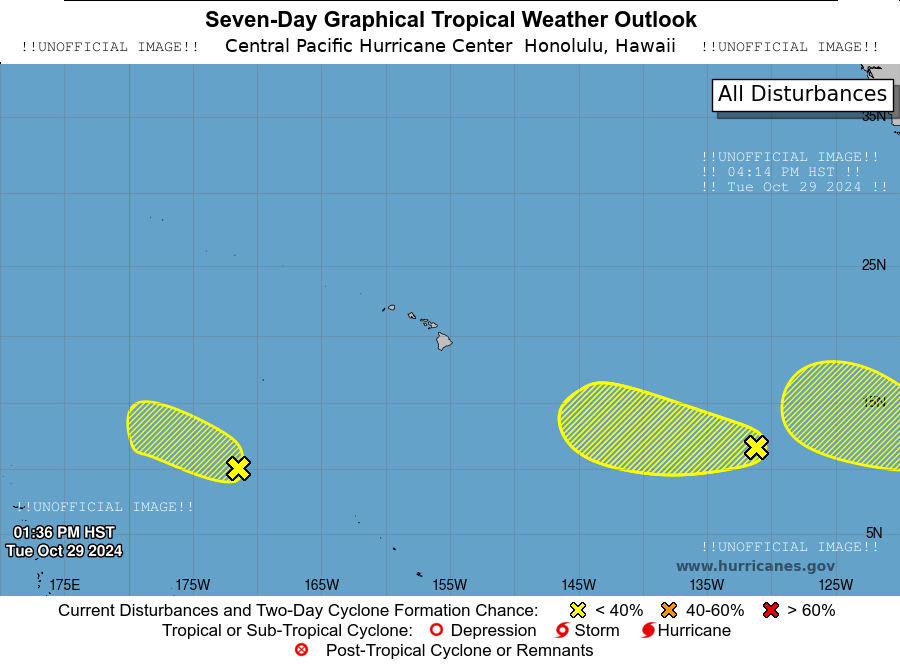 Seven-Day Graphical Tropical Weather Outlook
!!UNOFFICIAL IMAGE!! Central Pacific Hurricane Center Honolulu, Hawaii !!UNOFFICIAL IMAGE!!
All Disturbances
35N
!!UNOFFICIAL IMAGE!!
!! 04:14 PM HST !!
!! Tue Oct 29 2024 !!
25N
15N
!!UNOFFICIAL IMAGE!!
01:36 PM HST
Tue Oct 29 2024
5N
!!UNOFFICIAL IMAGE!!
www.hurricanes.gov
175E 175W 165W 155W 145W 135W 125W
Current Disturbances and Two-Day Cyclone Formation Chance: < 40% 40-60% > 60%
Tropical or Sub-Tropical Cyclone: Depression Storm Hurricane
Post-Tropical Cyclone or Remnants